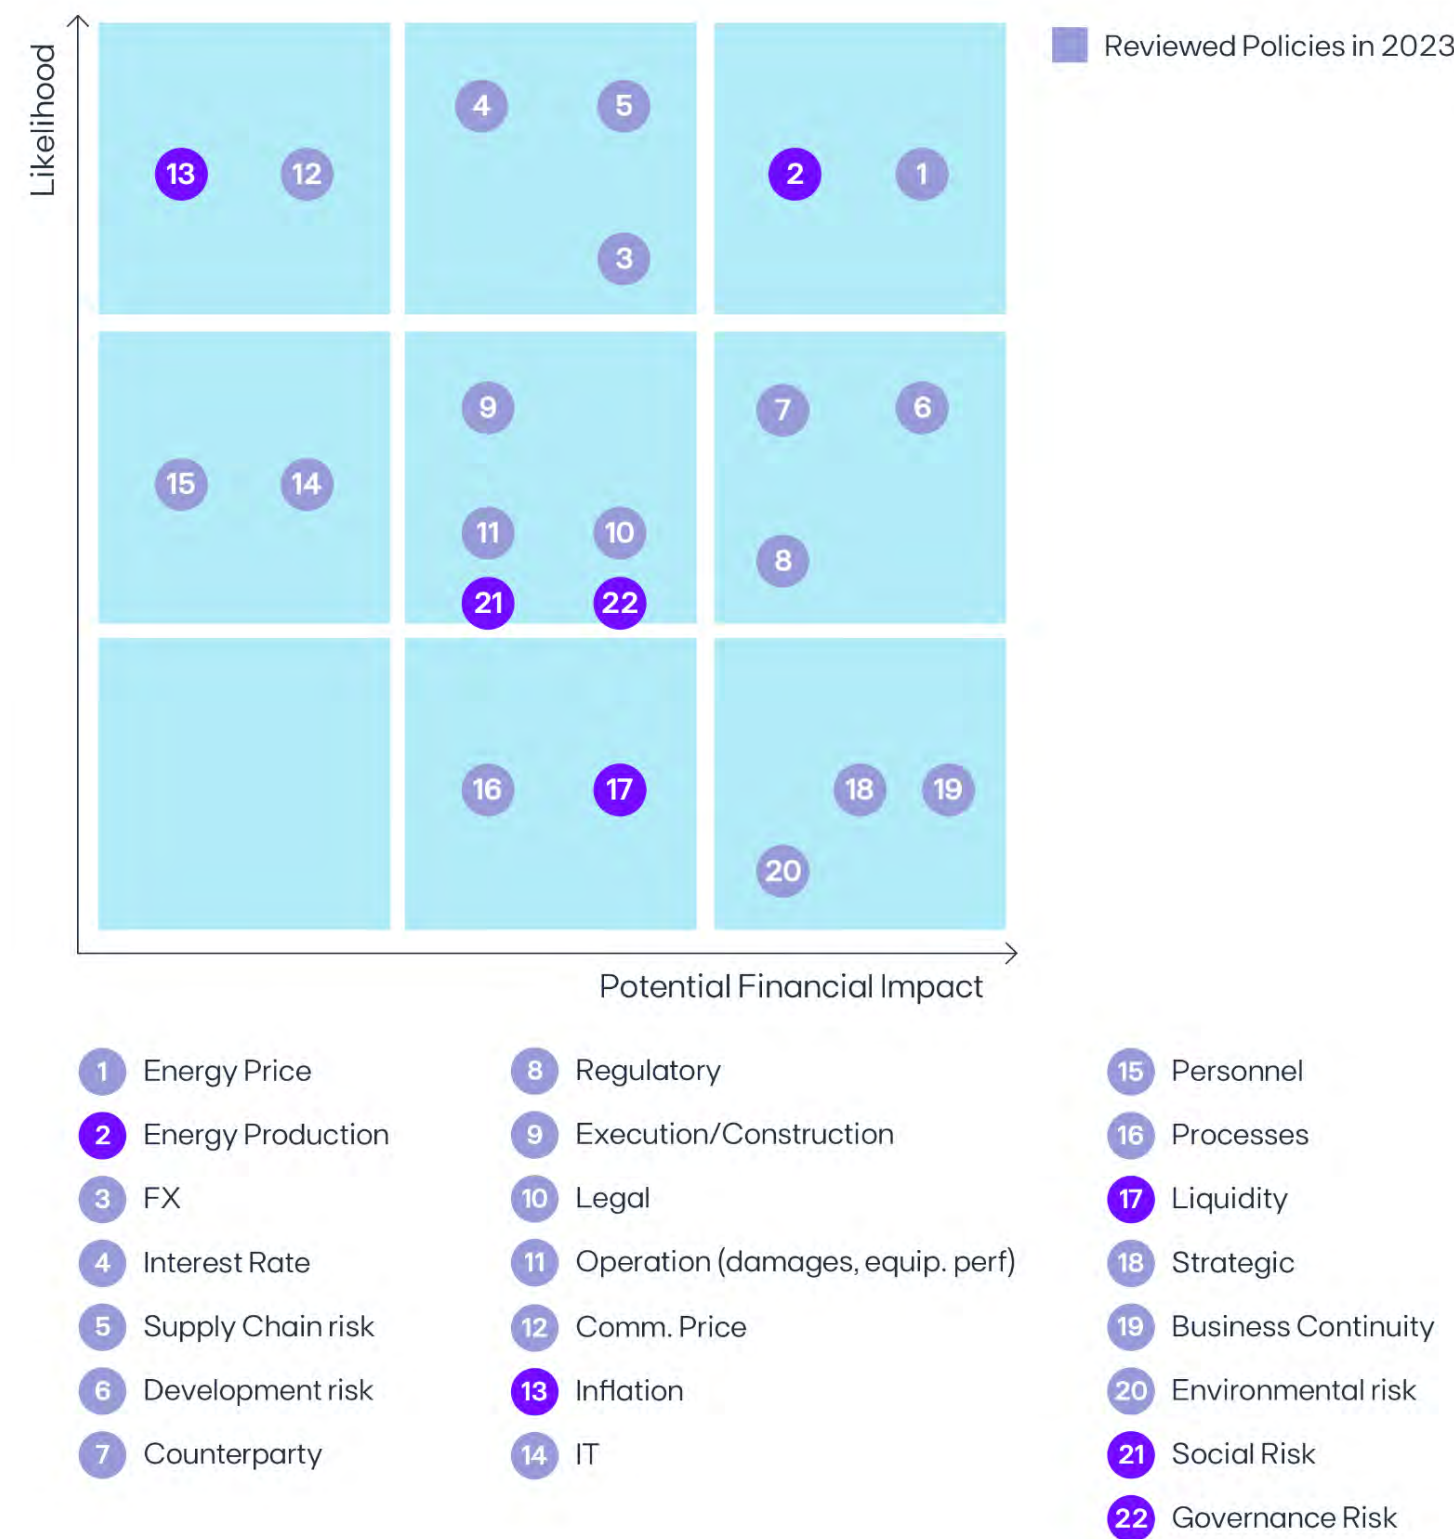 Likelihood
Reviewed Policies in 2023
4 5
13 12 2 1
3
9 7 6
15 14
11 10 8
21 22
16 17 18 19
20
Potential Financial Impact
1 Energy Price
2 Energy Production
3 FX
4 Interest Rate
5 Supply Chain risk
6 Development risk
7 Counterparty
8 Regulatory
9 Execution/Construction
10 Legal
11 Operation (damages, equip. perf)
12 Comm. Price
13 Inflation
14 IT
15 Personnel
16 Processes
17 Liquidity
18 Strategic
19 Business Continuity
20 Environmental risk
21 Social Risk
22 Governance Risk